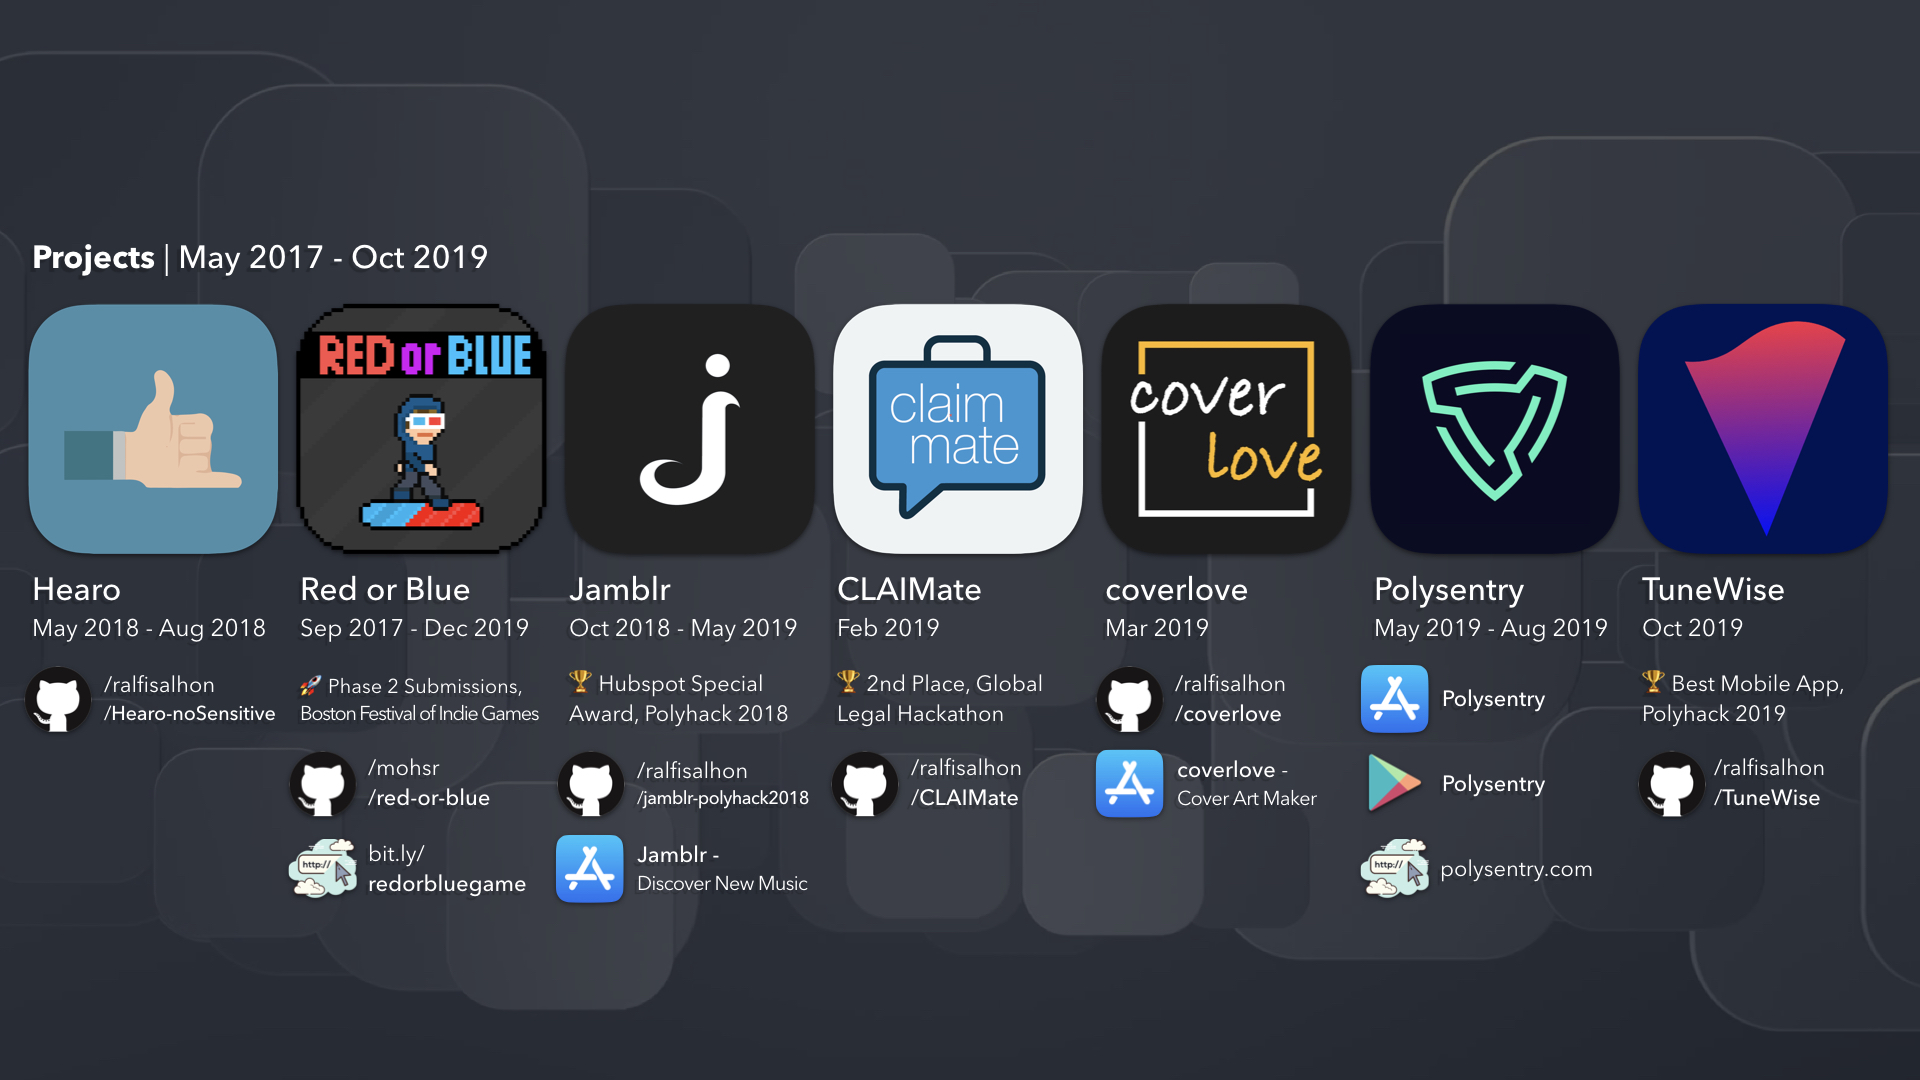 Projects | May 2017 - Oct 2019
RED or BLUE
claim
mate
cover
love
Hearo
May 2018 - Aug 2018
/ralfisalhon
/Hearo-noSensitive
Red or Blue
Sep 2017 - Dec 2019
🚀 Phase 2 Submissions,
Boston Festival of Indie Games
/mohsr
/red-or-blue
http://
bit.ly/
redorbluegame
Jamblr
Oct 2018 - May 2019
🏆 Hubspot Special
Award, Polyhack 2018
/ralfisalhon
/jamblr-polyhack2018
Jamblr -
Discover New Music
CLAIMate
Feb 2019
🏆 2nd Place, Global
Legal Hackathon
/ralfisalhon
/CLAIMate
coverlove
Mar 2019
/ralfisalhon
/coverlove
coverlove -
Cover Art Maker
Polysentry
May 2019 - Aug 2019
Polysentry
Polysentry
http://
polysentry.com
TuneWise
Oct 2019
🏆 Best Mobile App,
Polyhack 2019
/ralfisalhon
/TuneWise